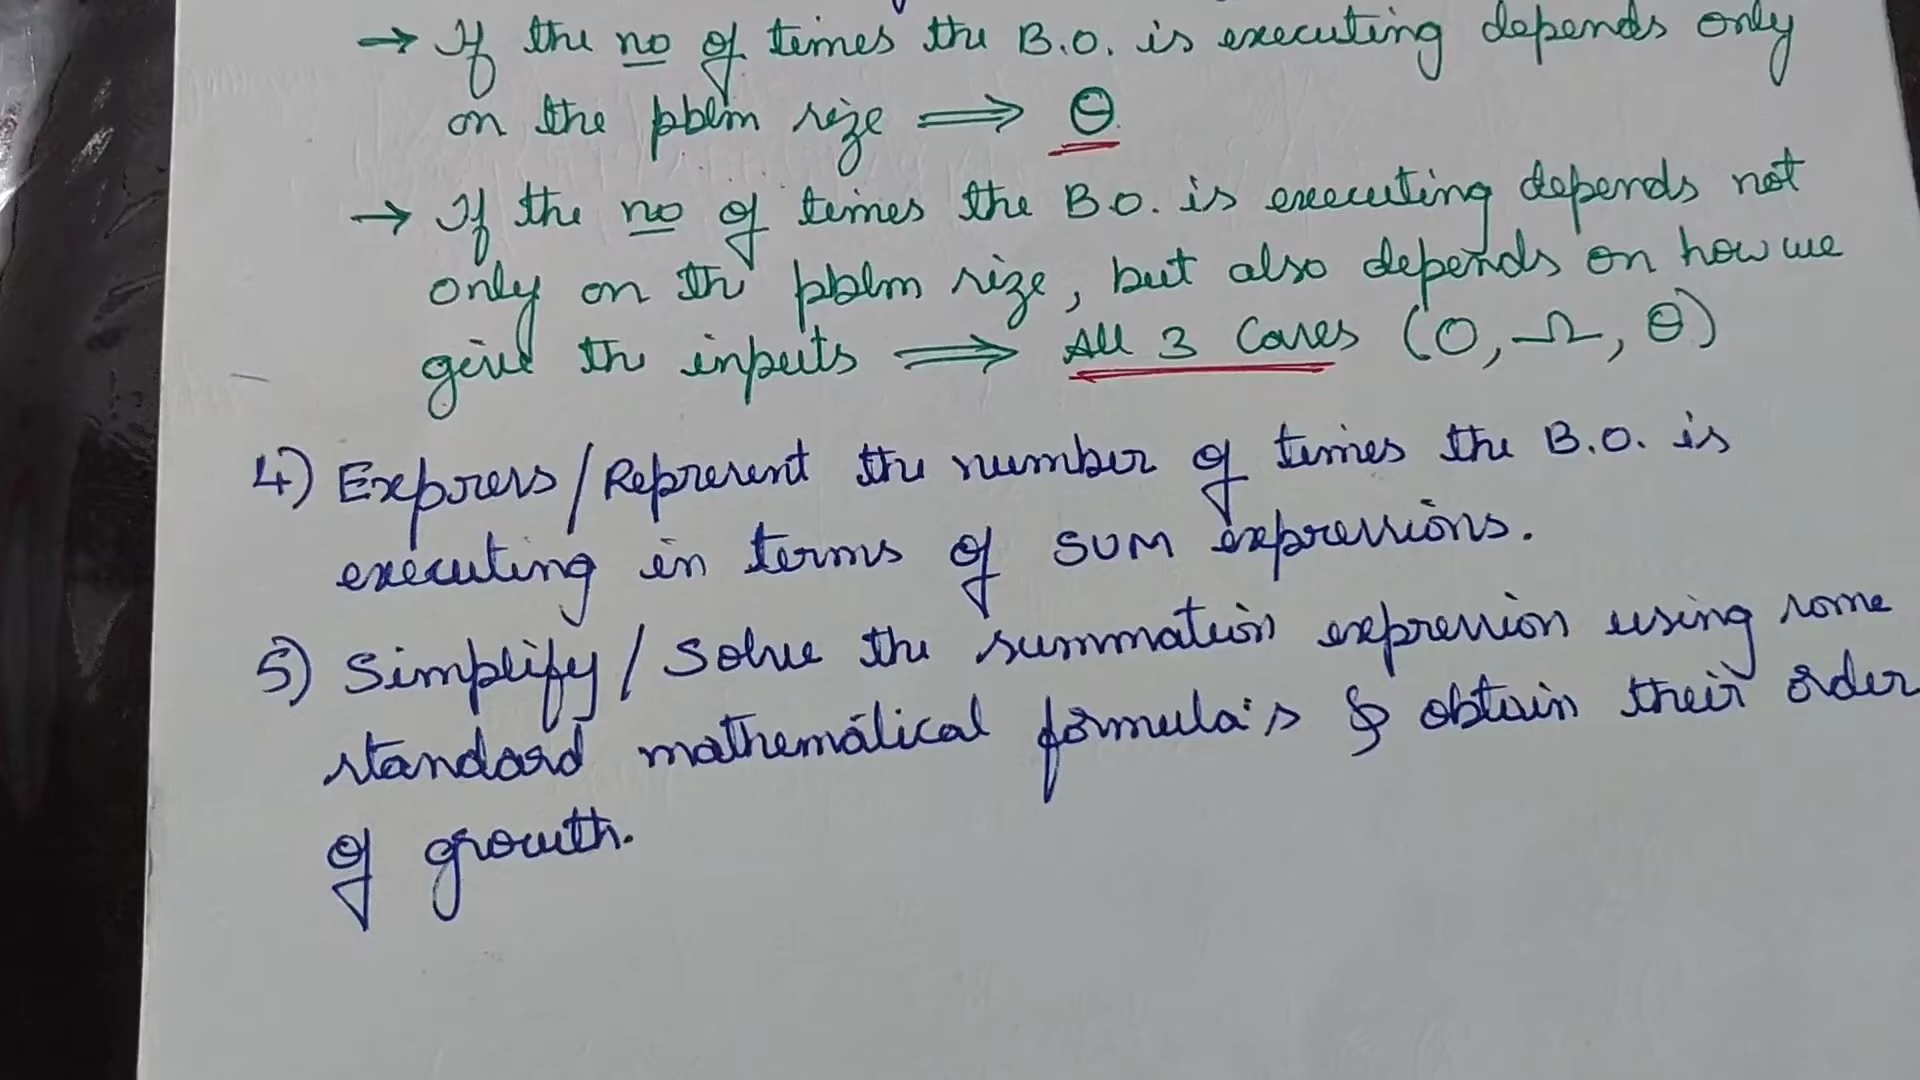 → If the no of times the B.O. is executing depends only
on the pblm size ⟹ Θ
→ If the no of times the B.O. is executing depends not
only on th pblm size, but also depends on how we
give th inputs ⟹ All 3 Cases (O, Ω, Θ)
4) Express/Represent the number of times the B.O. is
executing in terms of SUM expressions.
5) Simplify/Solve the summation expression using some
standard mathematical formula's & obtain their order
of growth.